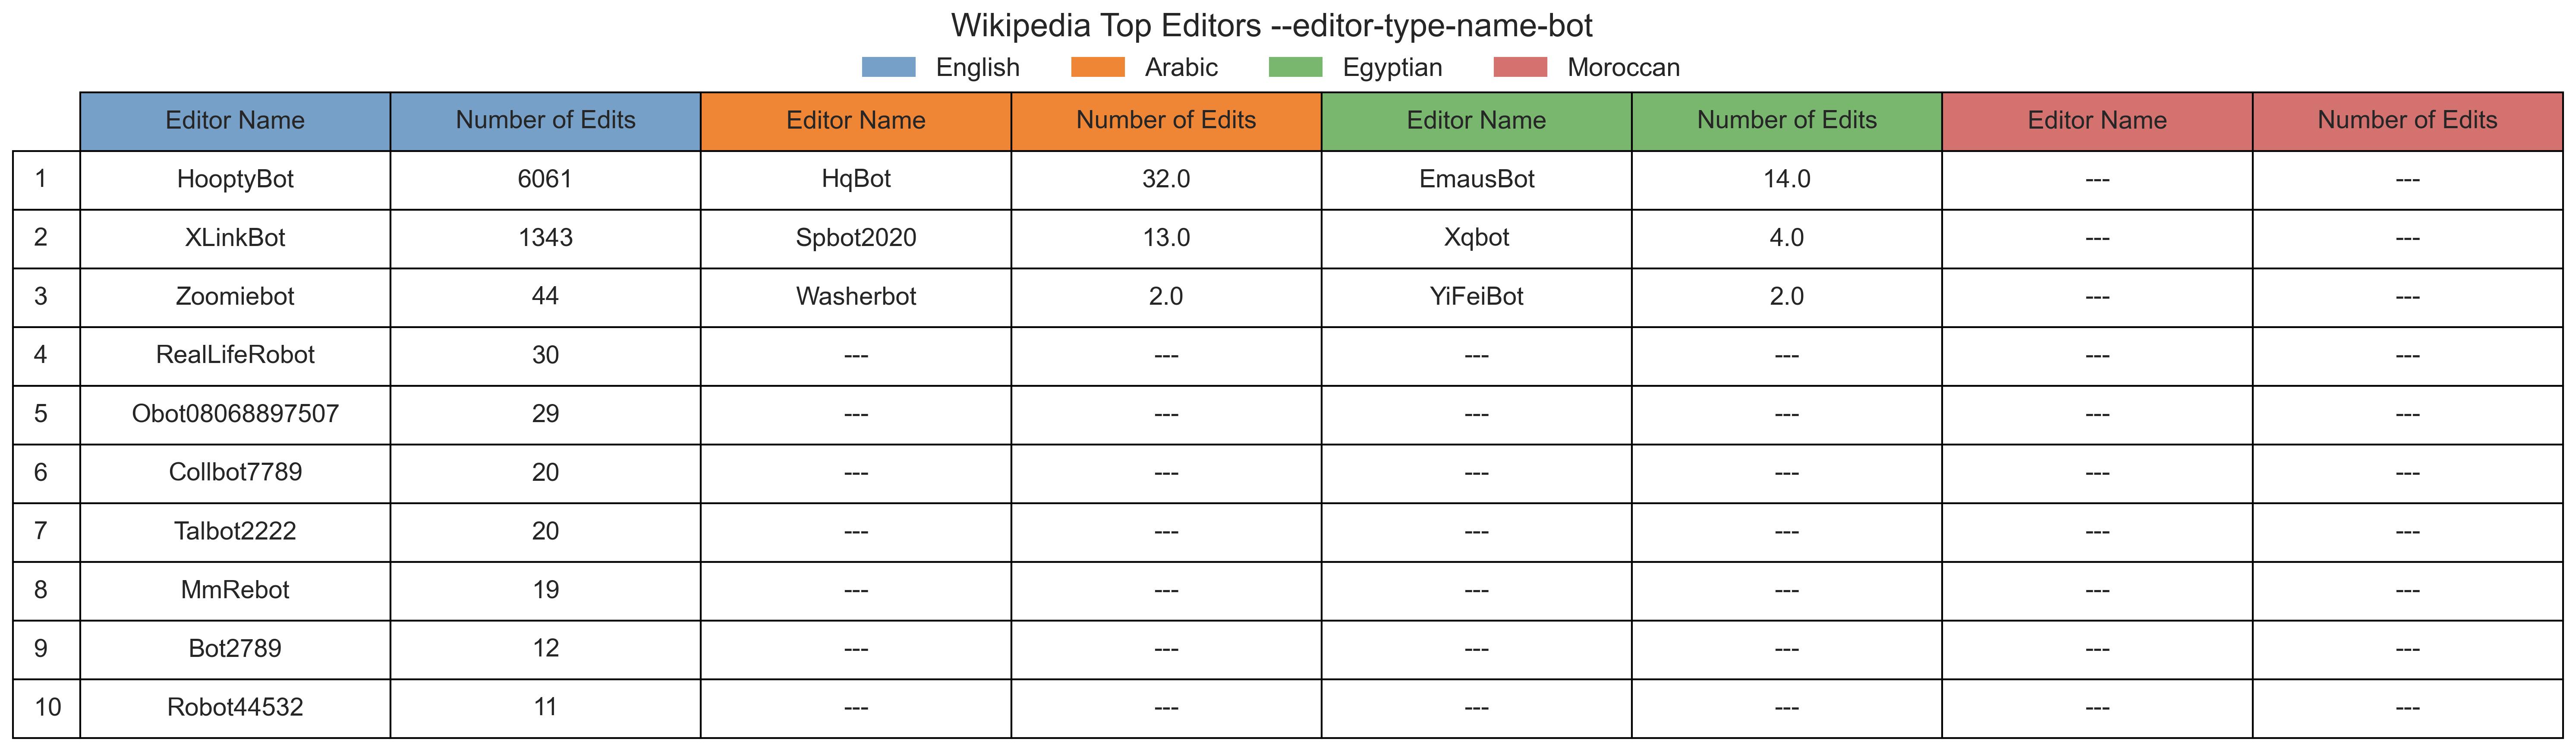 Wikipedia Top Editors --editor-type-name-bot
English Arabic Egyptian Moroccan
Editor Name Number of Edits Editor Name Number of Edits Editor Name Number of Edits Editor Name Number of Edits
1 HooptyBot 6061 HqBot 32.0 EmausBot 14.0 --- ---
2 XLinkBot 1343 Spbot2020 13.0 Xqbot 4.0 --- ---
3 Zoomiebot 44 Washerbot 2.0 YiFeiBot 2.0 --- ---
4 RealLifeRobot 30 --- --- --- --- --- ---
5 Obot08068897507 29 --- --- --- --- --- ---
6 Collbot7789 20 --- --- --- --- --- ---
7 Talbot2222 20 --- --- --- --- --- ---
8 MmRebot 19 --- --- --- --- --- ---
9 Bot2789 12 --- --- --- --- --- ---
10 Robot44532 11 --- --- --- --- --- ---